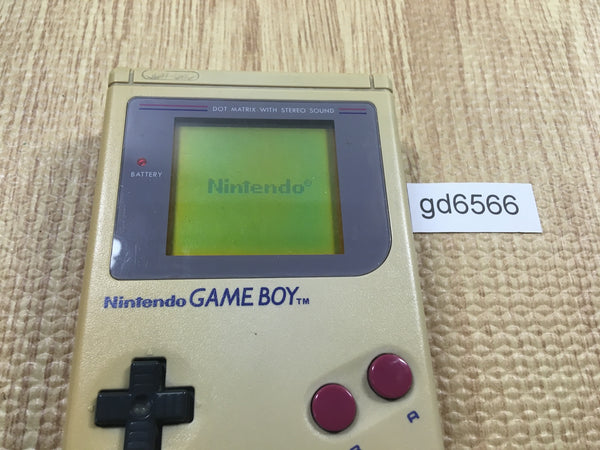 DOT MATRIX WITH STEREO SOUND
BATTERY
Nintendo®
gd6566
Nintendo GAME BOY™
A